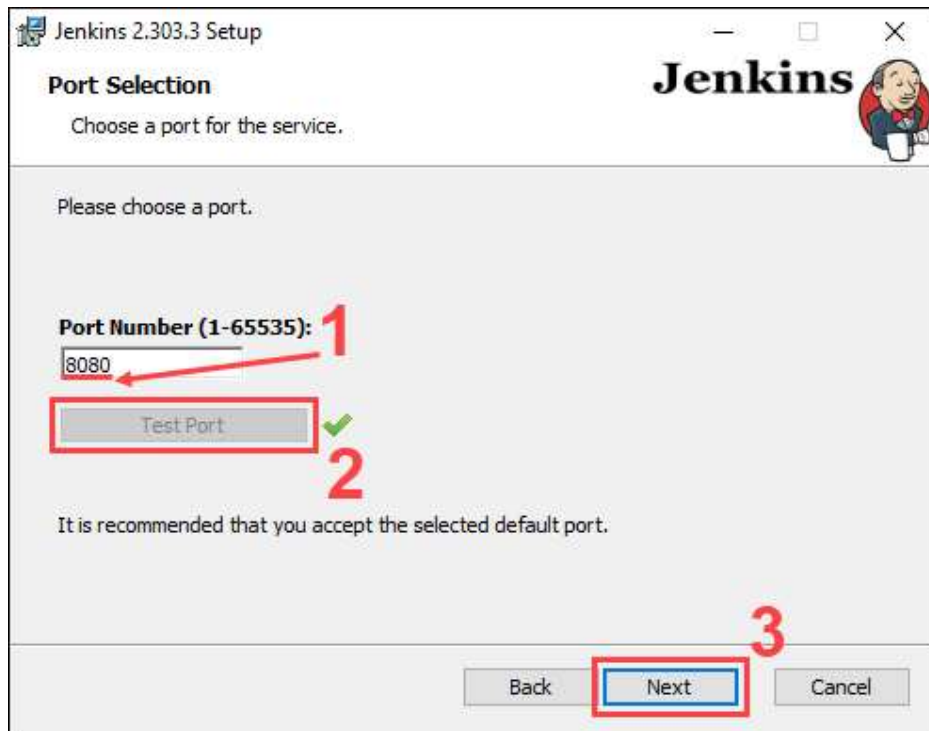 Jenkins 2.303.3 Setup
Port Selection
Jenkins
Choose a port for the service.
Please choose a port.
Port Number (1-65535):
1
8080
Test Port
2
It is recommended that you accept the selected default port.
3
Back
Next
Cancel